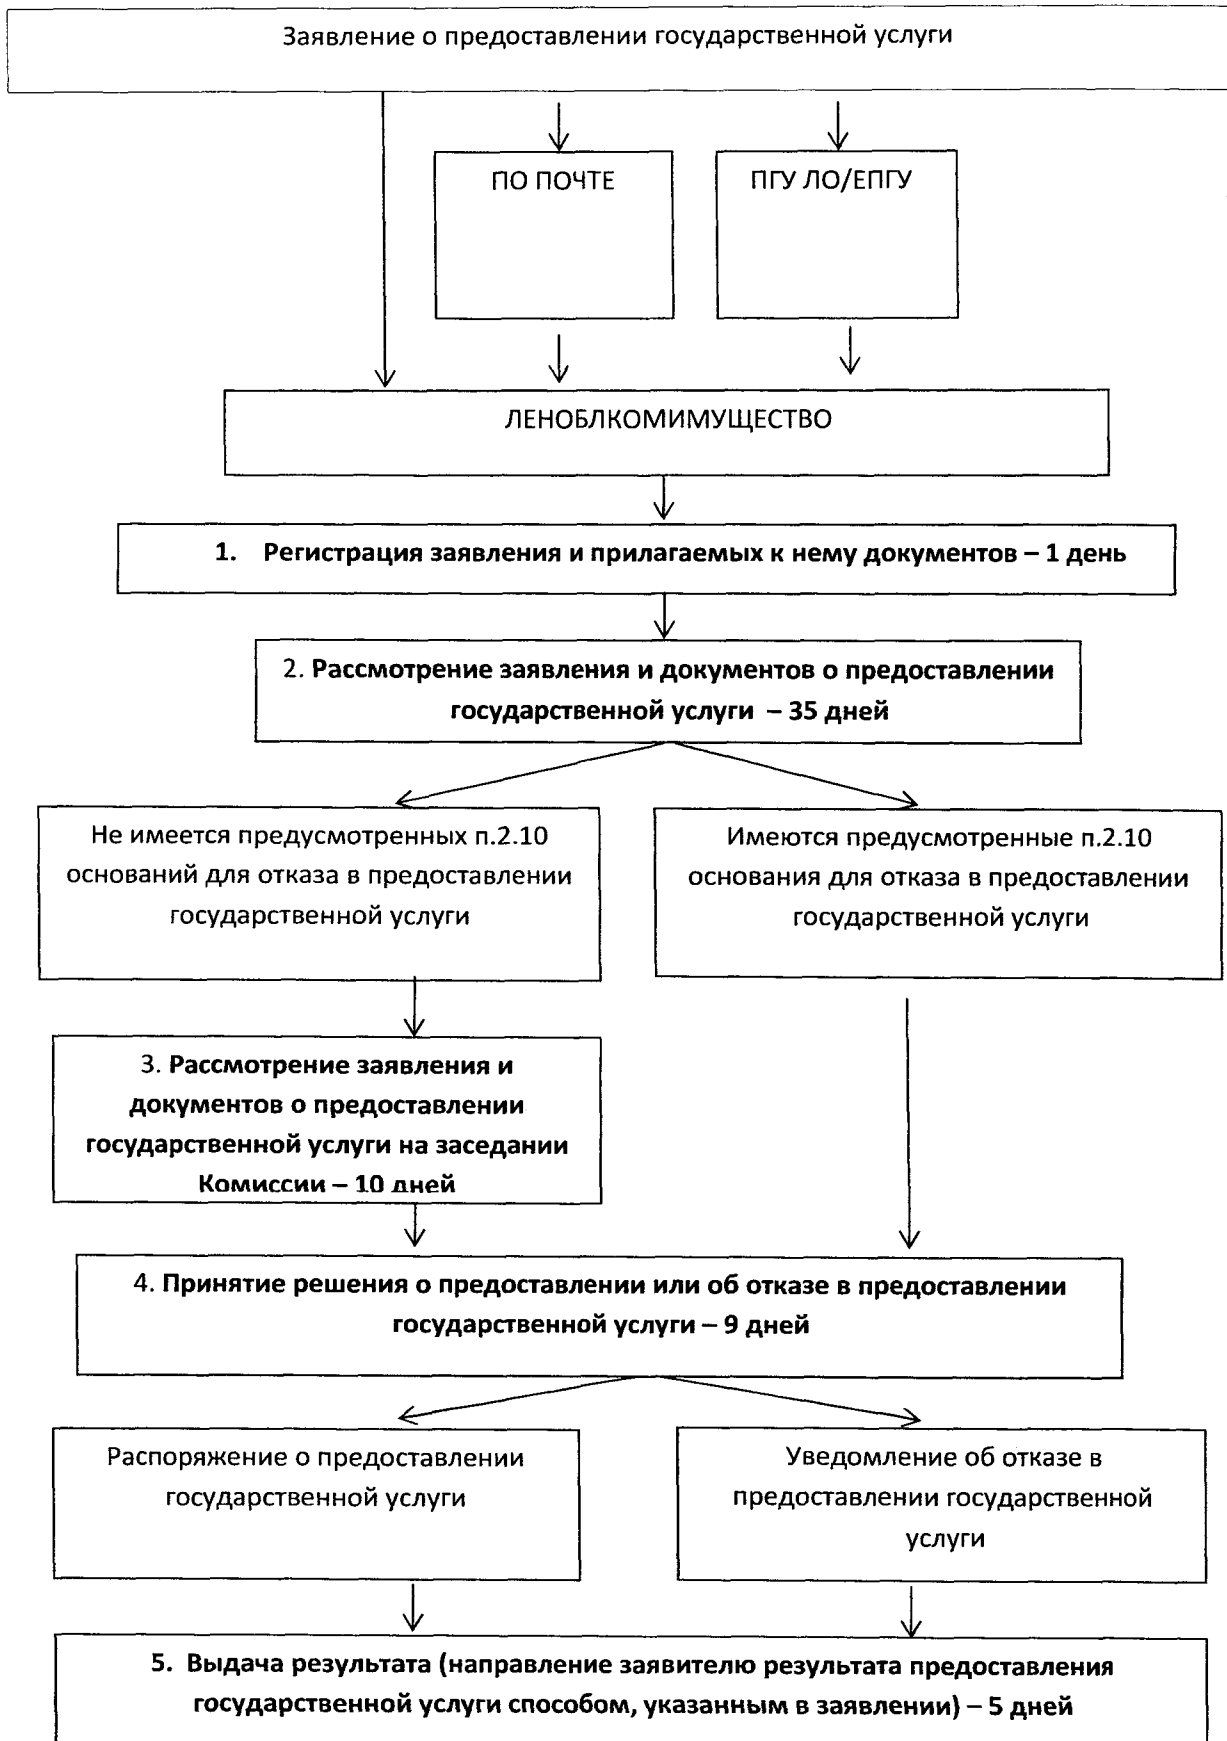 Заявление о предоставлении государственной услуги
ПО ПОЧТЕ
ПГУ ЛО/ЕПГУ
ЛЕНОБЛКОМИМУЩЕСТВО
1. Регистрация заявления и прилагаемых к нему документов – 1 день
2. Рассмотрение заявления и документов о предоставлении
государственной услуги – 35 дней
Не имеется предусмотренных п.2.10
оснований для отказа в предоставлении
государственной услуги
Имеются предусмотренные п.2.10
основания для отказа в предоставлении
государственной услуги
3. Рассмотрение заявления и
документов о предоставлении
государственной услуги на заседании
Комиссии – 10 дней
4. Принятие решения о предоставлении или об отказе в предоставлении
государственной услуги – 9 дней
Распоряжение о предоставлении
государственной услуги
Уведомление об отказе в
предоставлении государственной
услуги
5. Выдача результата (направление заявителю результата предоставления
государственной услуги способом, указанным в заявлении) – 5 дней